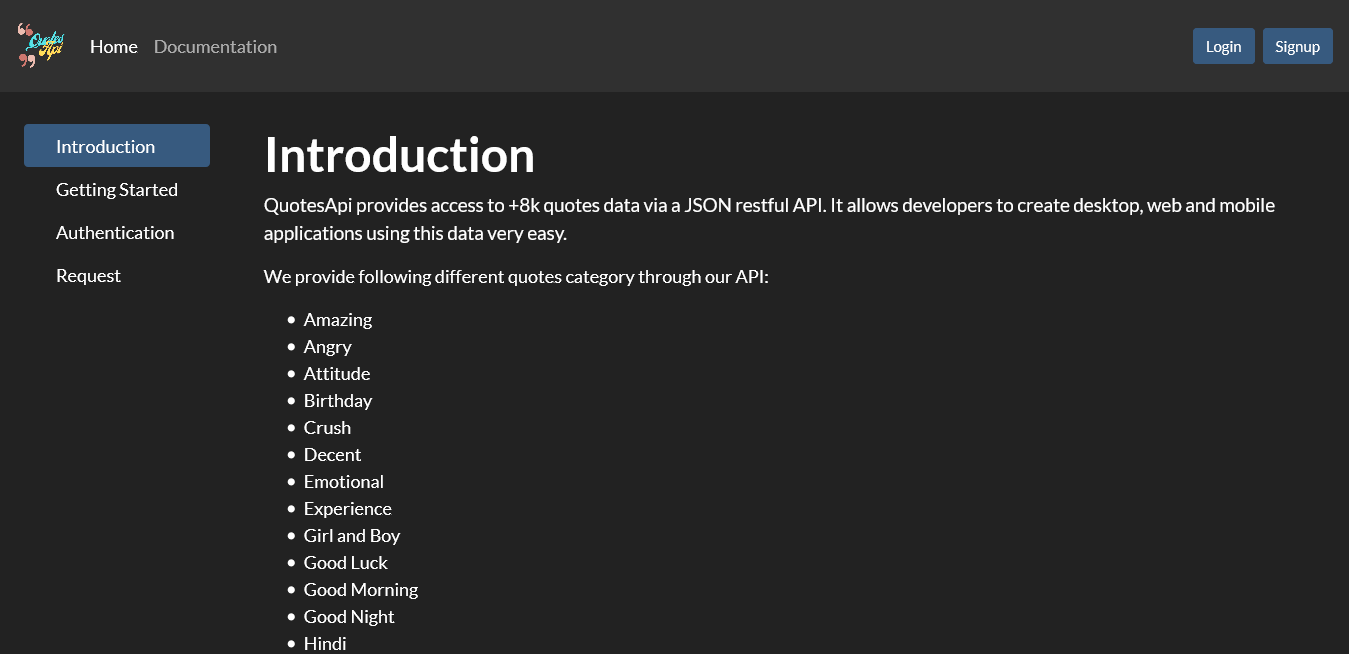 Quotes
Api
Home
Documentation
Login
Signup
Introduction
Getting Started
Authentication
Request
Introduction
QuotesApi provides access to +8k quotes data via a JSON restful API. It allows developers to create desktop, web and mobile
applications using this data very easy.
We provide following different quotes category through our API:
Amazing
Angry
Attitude
Birthday
Crush
Decent
Emotional
Experience
Girl and Boy
Good Luck
Good Morning
Good Night
Hindi